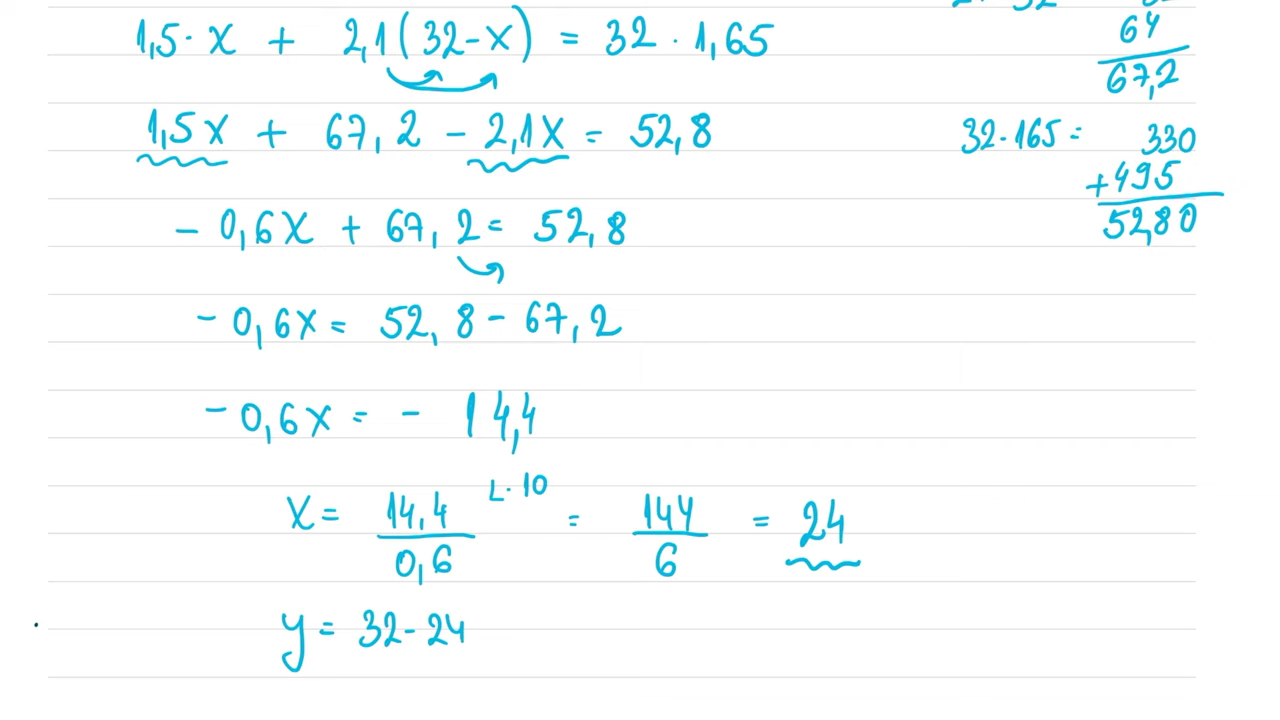 1,5 · x + 2,1(32-x) = 32 · 1,65
64
67,2
1,5x + 67,2 - 2,1x = 52,8
32 · 165 = 330
+495
52,80
- 0,6x + 67,2 = 52,8
- 0,6x = 52,8 - 67,2
- 0,6x = - 14,4
x = 14,4/0,6 ∟· 10 = 144/6 = 24
y = 32 - 24